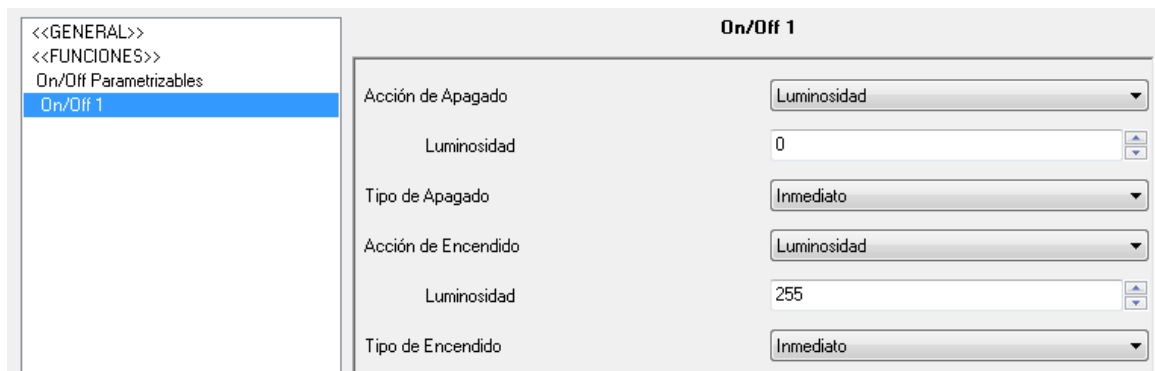 <<GENERAL>>
<<FUNCIONES>>
On/Off Parametrizables
On/Off 1
On/Off 1
Acción de Apagado Luminosidad
Luminosidad 0
Tipo de Apagado Inmediato
Acción de Encendido Luminosidad
Luminosidad 255
Tipo de Encendido Inmediato